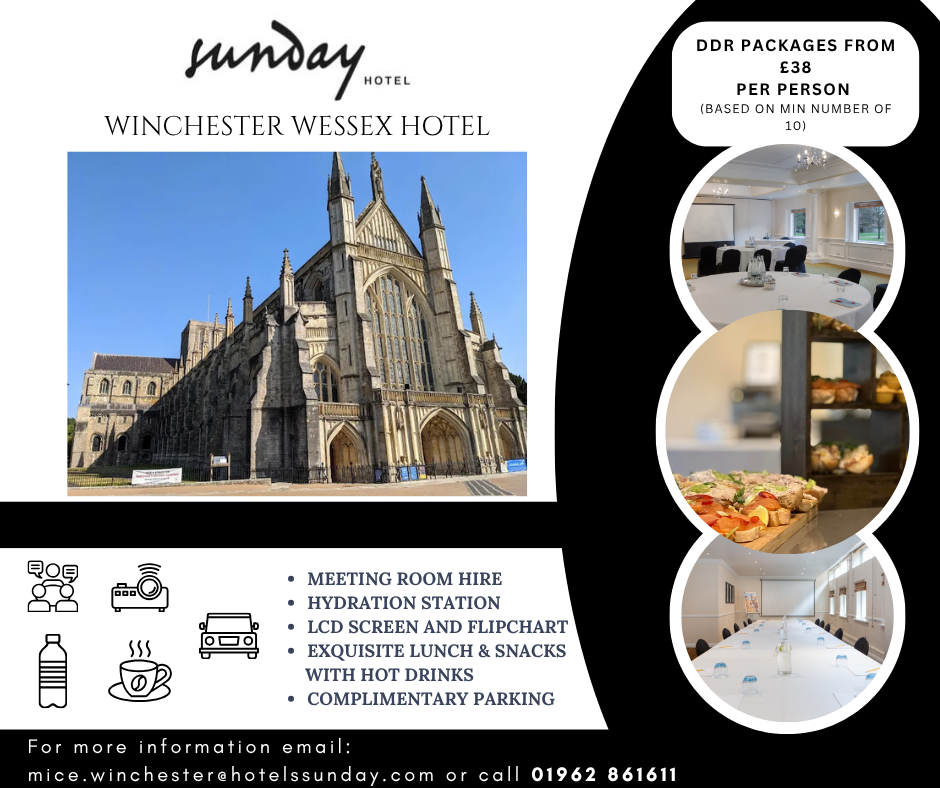 sunday
HOTEL
WINCHESTER WESSEX HOTEL
DDR PACKAGES FROM
£38
PER PERSON
(BASED ON MIN NUMBER OF
10)
• MEETING ROOM HIRE
• HYDRATION STATION
• LCD SCREEN AND FLIPCHART
• EXQUISITE LUNCH & SNACKS
WITH HOT DRINKS
• COMPLIMENTARY PARKING
For more information email:
mice.winchester@hotelssunday.com or call 01962 861611